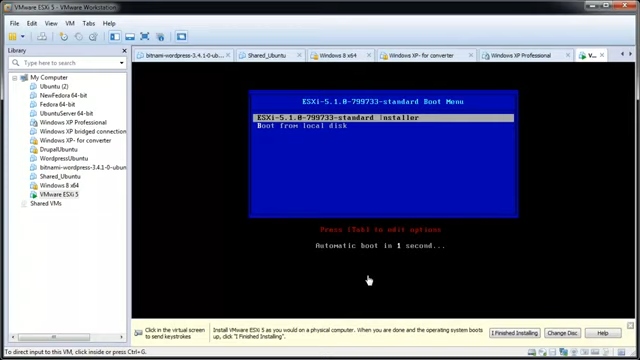 VMware ESXi 5 - VMware Workstation
File Edit View VM Tabs Help
Library
Type here to search
My Computer
Ubuntu (2)
NewFedora 64-bit
Fedora 64-bit
UbuntuServer 64-bit
Windows XP Professional
Windows XP bridged connection
Windows XP- for converter
DrupalUbuntu
WordpressUbuntu
bitnami-wordpress-3.4.1-0-ubun
Shared_Ubuntu
Windows 8 x64
VMware ESXi 5
Shared VMs
bitnami-wordpress-3.4.1-0-ub...
Shared_Ubuntu
Windows 8 x64
Windows XP- for converter
Windows XP Professional
V...
ESXi-5.1.0-799733-standard Boot Menu
ESXi-5.1.0-799733-standard Installer
Boot from local disk
Press [Tab] to edit options
Automatic boot in 1 second...
Click in the virtual screen
to send keystrokes
Install VMware ESXi 5 as you would on a physical computer. When you are done and the operating system boots
up, click "I Finished Installing".
I Finished Installing
Change Disc
Help
To direct input to this VM, click inside or press Ctrl+G.